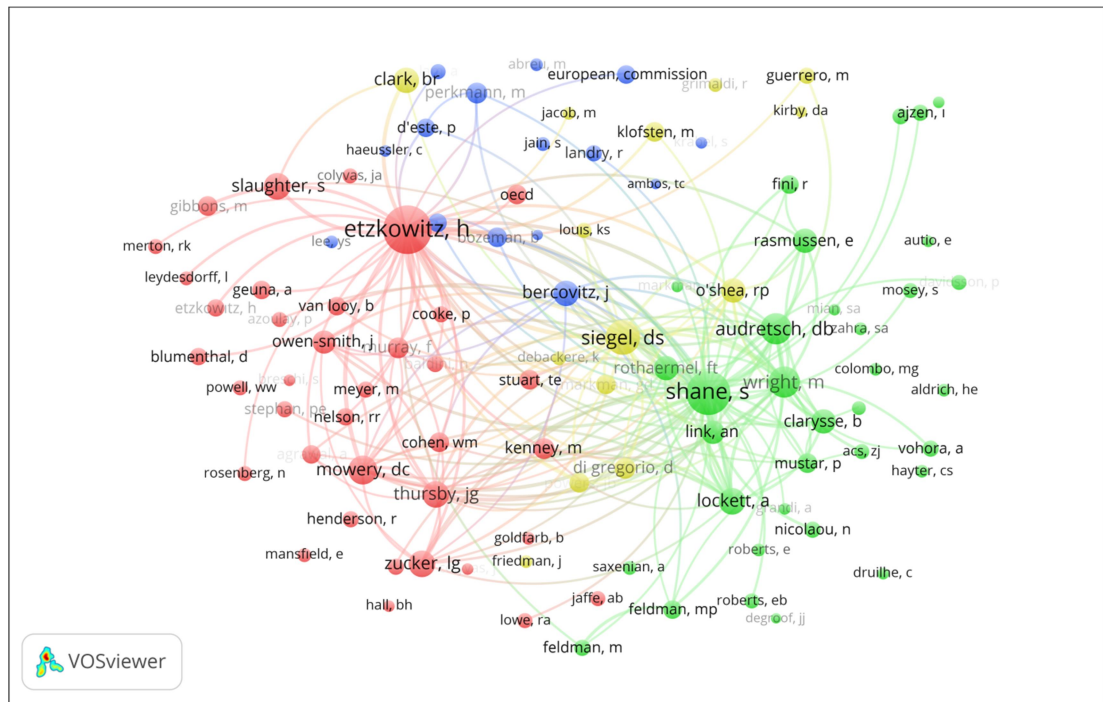 abreu, m
clark, br
european, commission
guerrero, m
perkmann, m
grimaldi, r
jacob, m
kirby, da
ajzen, i
d'este, p
klofsten, m
haeussler, c
jain, s
landry, r
colyvas, ja
slaughter, s
ambos, tc
fini, r
oecd
gibbons, m
etzkowitz, h
louis, ks
merton, rk
lee, ys
bozeman, b
rasmussen, e
autio, e
leydesdorff, l
geuna, a
bercovitz, j
o'shea, rp
mosey, s
etzkowitz, h
van looy, b
cooke, p
mian, sa
azoulay, p
owen-smith, j
siegel, ds
audretsch, db
zahra, sa
murray, f
debackere, k
blumenthal, d
rothaermel, ft
colombo, mg
powell, ww
meyer, m
stuart, te
shane, s
wright, m
aldrich, he
stephan, pe
nelson, rr
link, an
clarysse, b
cohen, wm
kenney, m
acs, zj
vohora, a
rosenberg, n
mowery, dc
di gregorio, d
mustar, p
hayter, cs
thursby, jg
lockett, a
grandi, a
henderson, r
nicolaou, n
goldfarb, b
mansfield, e
zucker, lg
friedman, j
saxenian, a
roberts, e
druilhe, c
hall, bh
jaffe, ab
feldman, mp
roberts, eb
lowe, ra
degroof, jj
feldman, m
VOSviewer